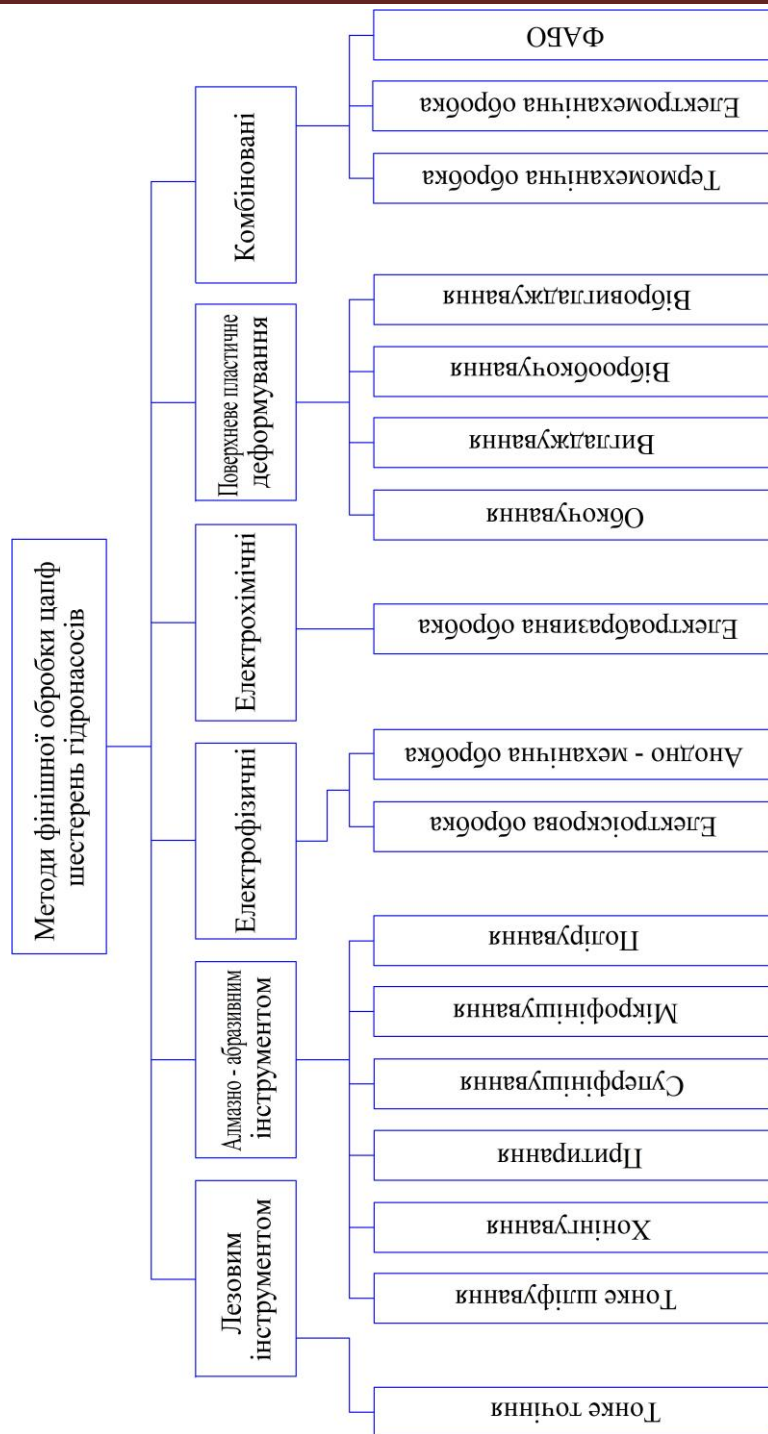 Методи фінішної обробки цапф
шестерень гідронасосів
Лезовим
інструментом
Алмазно - абразивним
інструментом
Електрофізичні
Електрохімічні
Поверхневе пластичне
деформування
Комбіновані
Тонке точіння
Тонке шліфування
Хонінгування
Притирання
Суперфінішування
Мікрофінішування
Полірування
Електроіскрова обробка
Анодно - механічна обробка
Електроабразивна обробка
Обкочування
Вигладжування
Віброобкочування
Вібровигладжування
Термомеханічна обробка
Електромеханічна обробка
ФАБО